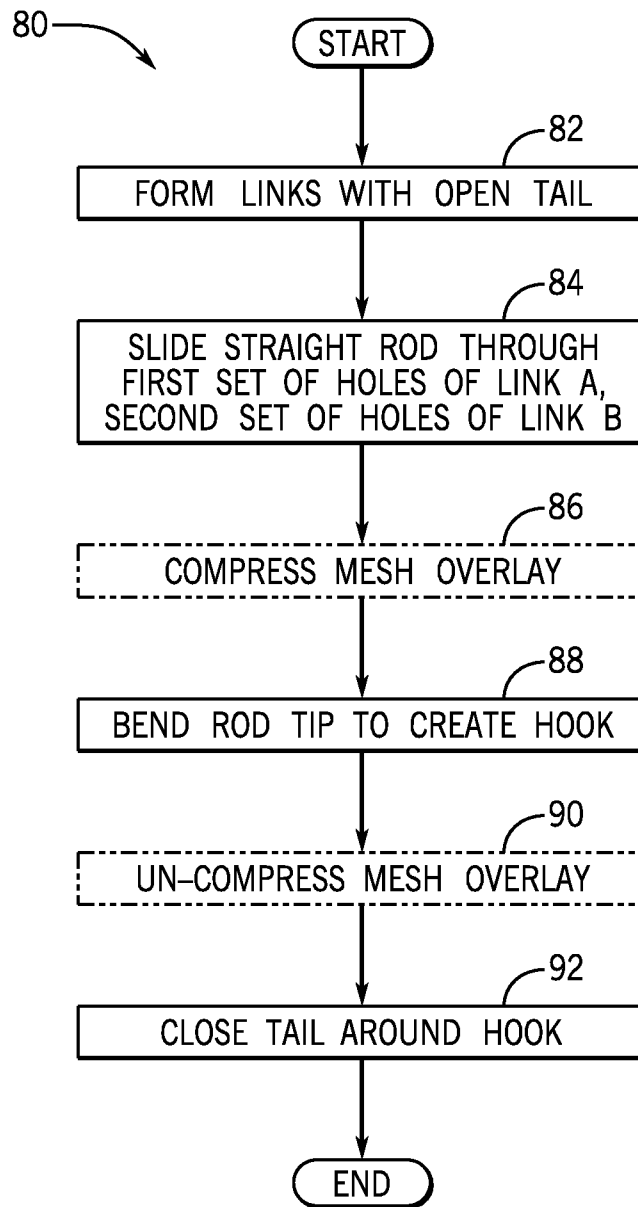 80
START
82
FORM LINKS WITH OPEN TAIL
84
SLIDE STRAIGHT ROD THROUGH
FIRST SET OF HOLES OF LINK A,
SECOND SET OF HOLES OF LINK B
86
COMPRESS MESH OVERLAY
88
BEND ROD TIP TO CREATE HOOK
90
UN–COMPRESS MESH OVERLAY
92
CLOSE TAIL AROUND HOOK
END